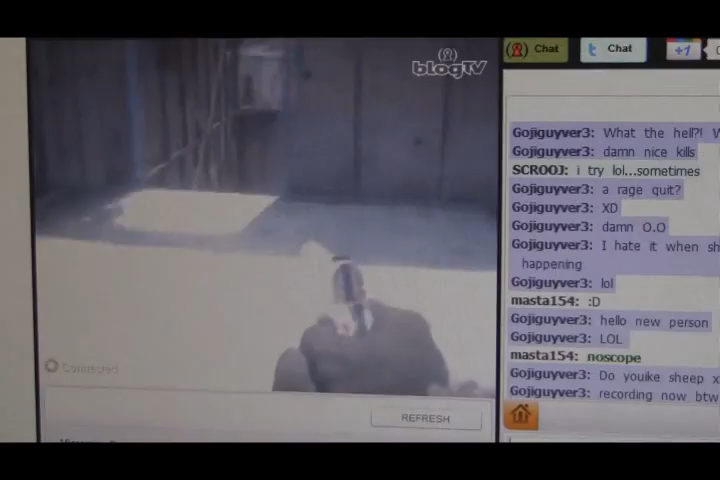 blogTV
Chat
Chat
+1
Gojiguyver3: What the hell?!
Gojiguyver3: damn nice kills
SCROOJ: i try lol...sometimes
Gojiguyver3: a rage quit?
Gojiguyver3: XD
Gojiguyver3: damn O.O
Gojiguyver3: I hate it when
happening
Gojiguyver3: lol
masta154: :D
Gojiguyver3: hello new person
Gojiguyver3: LOL
masta154: noscope
Gojiguyver3: Do youike sheep
Gojiguyver3: recording now btw
Connected
REFRESH